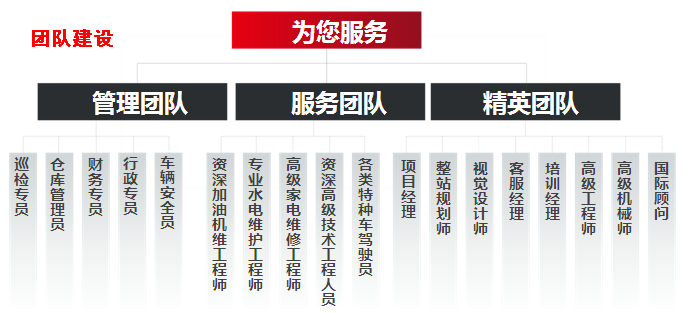 团队建设
为您服务
管理团队
服务团队
精英团队
巡检专员
仓库管理员
财务专员
行政专员
车辆安全员
资深加油机维工程师
专业水电维护工程师
高级家电维修工程师
资深高级技术工程人员
各类特种车驾驶员
项目经理
整站规划师
视觉设计师
客服经理
培训经理
高级工程师
高级机械师
国际顾问